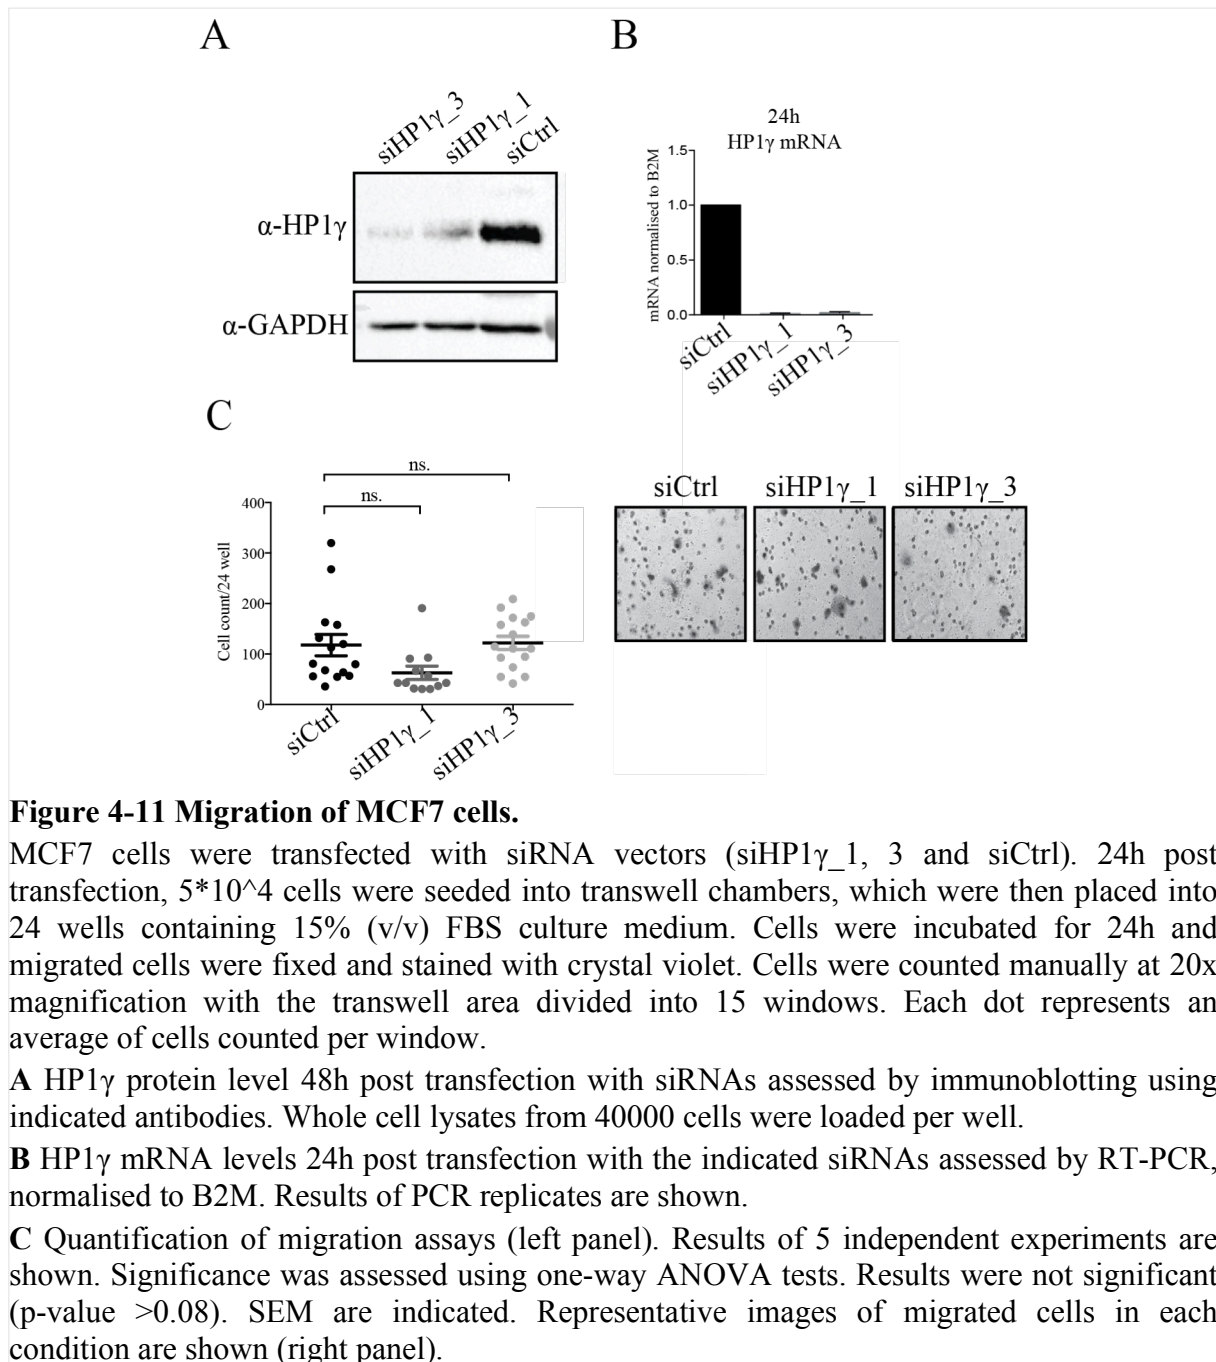 A
siHP1γ_3
siHP1γ_1
siCtrl
α-HP1γ
α-GAPDH
B
24h
HP1γ mRNA
mRNA normalised to B2M
1.5
1.0
0.5
0.0
siCtrl
siHP1γ_1
siHP1γ_3
C
ns.
ns.
Cell count/24 well
400
300
200
100
0
siCtrl
siHP1γ_1
siHP1γ_3
siCtrl
siHP1γ_1
siHP1γ_3
Figure 4-11 Migration of MCF7 cells.
MCF7 cells were transfected with siRNA vectors (siHP1γ_1, 3 and siCtrl). 24h post
transfection, 5*10^4 cells were seeded into transwell chambers, which were then placed into
24 wells containing 15% (v/v) FBS culture medium. Cells were incubated for 24h and
migrated cells were fixed and stained with crystal violet. Cells were counted manually at 20x
magnification with the transwell area divided into 15 windows. Each dot represents an
average of cells counted per window.
A HP1γ protein level 48h post transfection with siRNAs assessed by immunoblotting using
indicated antibodies. Whole cell lysates from 40000 cells were loaded per well.
B HP1γ mRNA levels 24h post transfection with the indicated siRNAs assessed by RT-PCR,
normalised to B2M. Results of PCR replicates are shown.
C Quantification of migration assays (left panel). Results of 5 independent experiments are
shown. Significance was assessed using one-way ANOVA tests. Results were not significant
(p-value >0.08). SEM are indicated. Representative images of migrated cells in each
condition are shown (right panel).